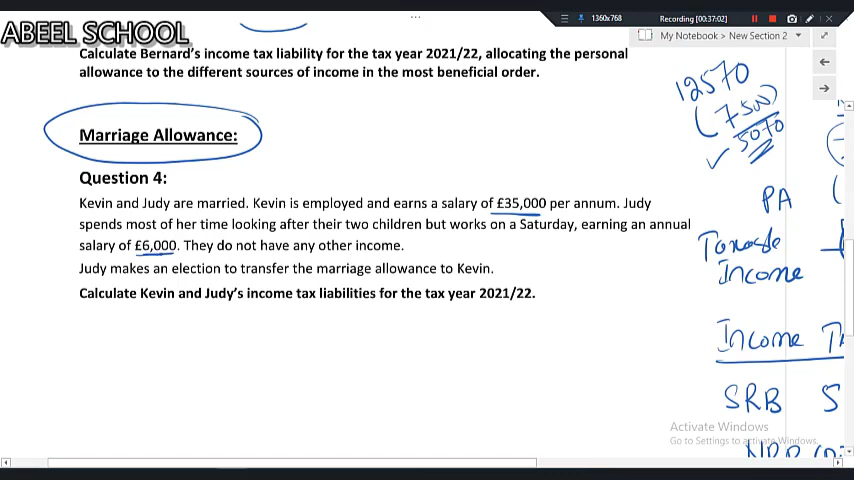 1360x768
Recording [00:37:02]
ABEEL SCHOOL
My Notebook > New Section 2
Calculate Bernard's income tax liability for the tax year 2021/22, allocating the personal
allowance to the different sources of income in the most beneficial order.
12570
(7500)
5070
Marriage Allowance:
Question 4:
Kevin and Judy are married. Kevin is employed and earns a salary of £35,000 per annum. Judy
spends most of her time looking after their two children but works on a Saturday, earning an annual
salary of £6,000. They do not have any other income.
Judy makes an election to transfer the marriage allowance to Kevin.
Calculate Kevin and Judy's income tax liabilities for the tax year 2021/22.
PA (
Taxable
Income
Income TA
SRB 5
Activate Windows
Go to Settings to activate Windows.